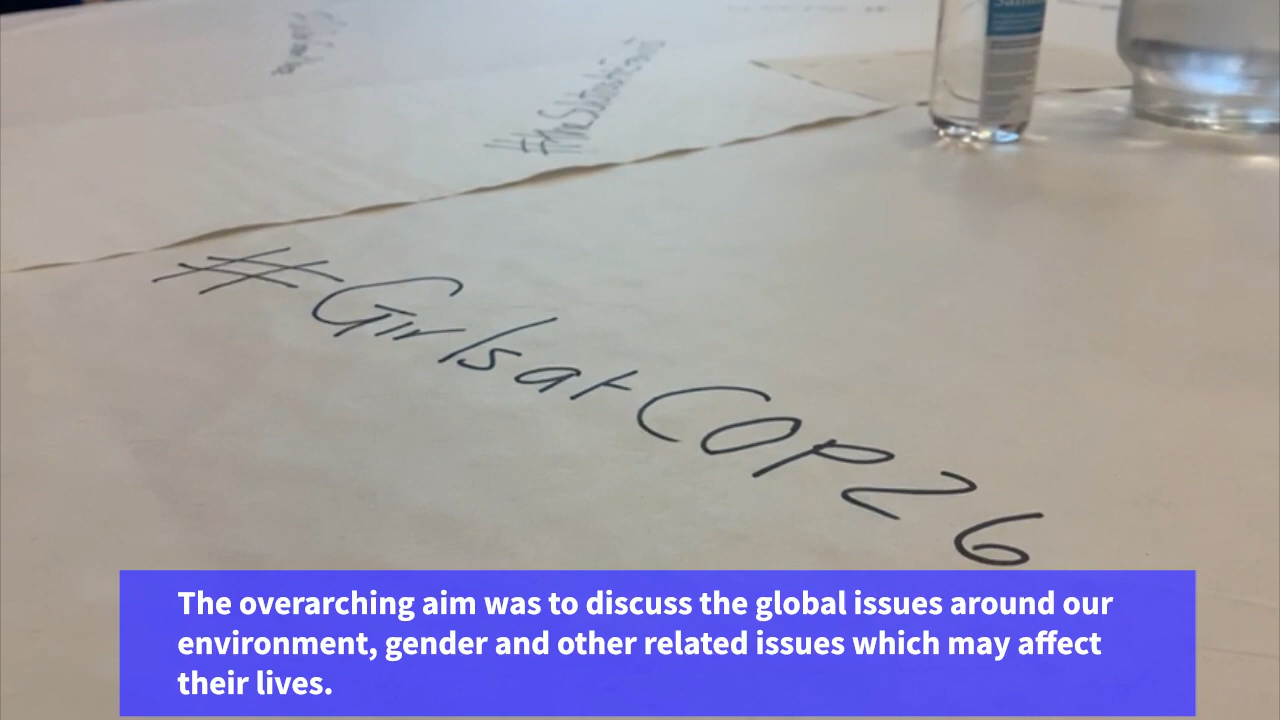 #GirlsatCOP26
The overarching aim was to discuss the global issues around our
environment, gender and other related issues which may affect
their lives.